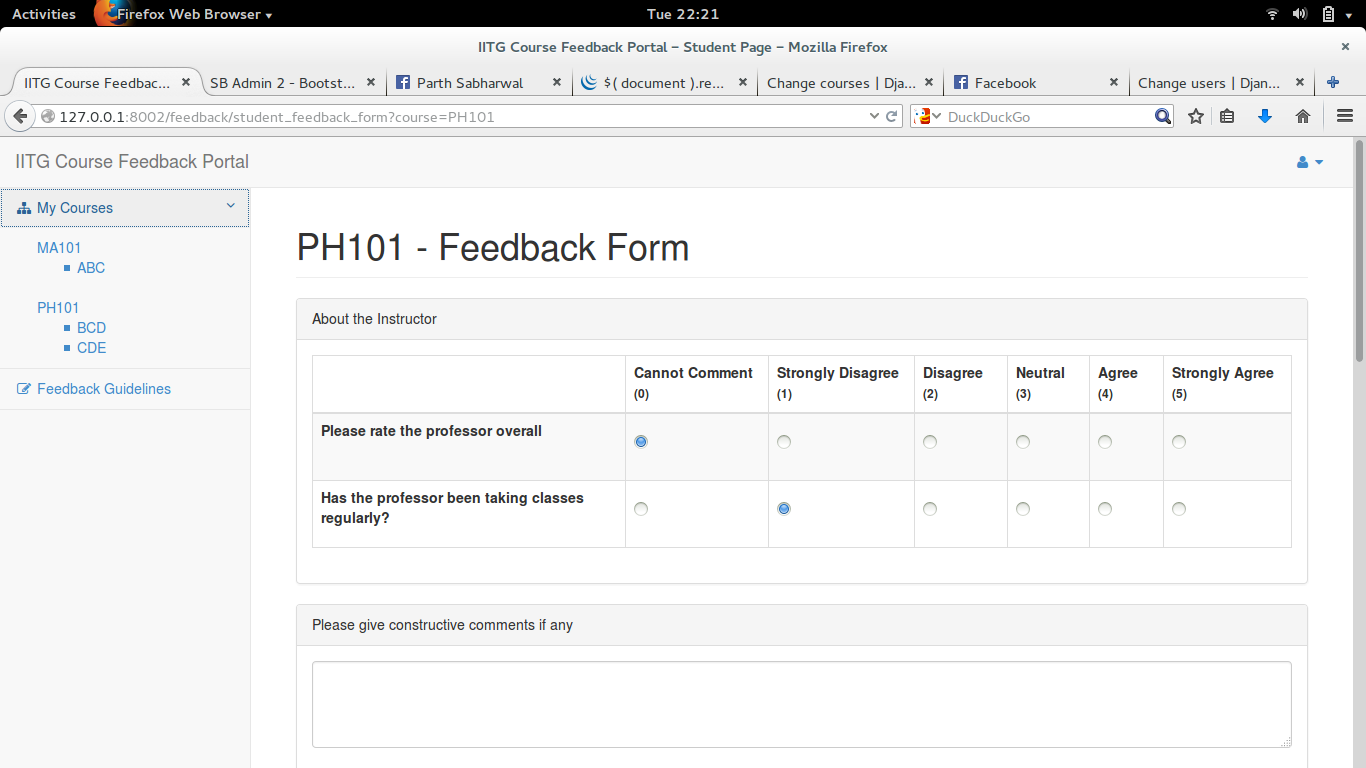 Activities Firefox Web Browser Tue 22:21
IITG Course Feedback Portal – Student Page – Mozilla Firefox
IITG Course Feedbac... SB Admin 2 - Bootst... Parth Sabharwal $( document ).re... Change courses | Dja... Facebook Change users | Djan...
127.0.0.1:8002/feedback/student_feedback_form?course=PH101 DuckDuckGo
IITG Course Feedback Portal
My Courses
MA101
ABC
PH101
BCD
CDE
Feedback Guidelines
PH101 - Feedback Form
About the Instructor
Cannot Comment Strongly Disagree Disagree Neutral Agree Strongly Agree
(0) (1) (2) (3) (4) (5)
Please rate the professor overall
Has the professor been taking classes
regularly?
Please give constructive comments if any